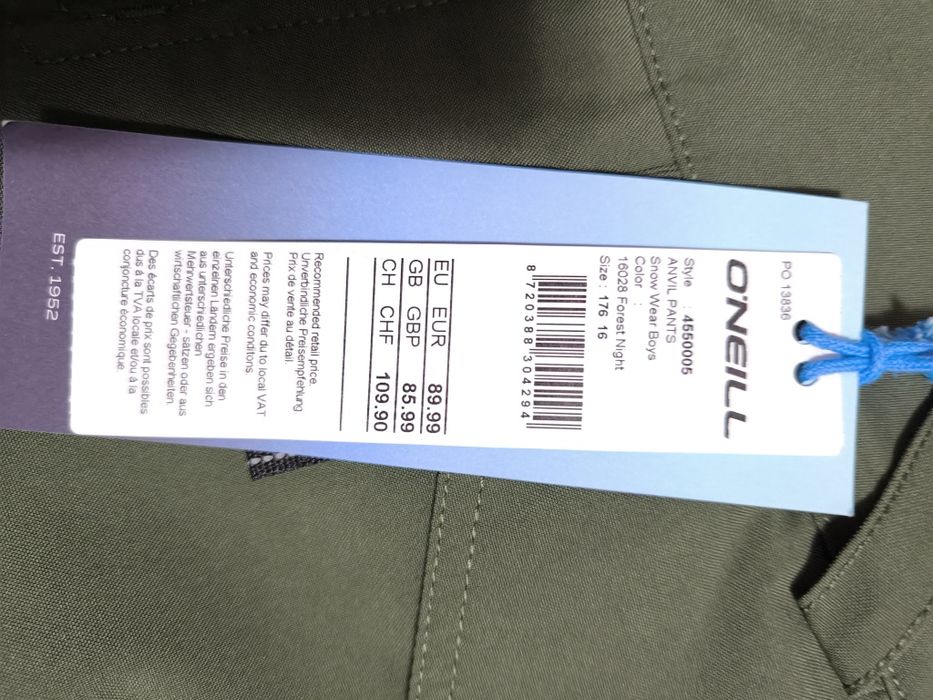 PO 13836
O'NEILL
Style : 4550005
ANVIL PANTS
Snow Wear Boys
Color :
16028 Forest Night
Size : 176 16
8 720387 304294
EU EUR 89.99
GB GBP 85.99
CH CHF 109.90
Recommended retail price.
Unverbindliche Preisempfehlung
Prix de vente au détail.
Prices may differ du to local VAT
and economic conditons.
Unterschiedliche Preise in den
einzelnen Ländern ergeben sich
aus unterschiedlichen
Mehrwertsteuer - sätzen oder aus
wirtschaftlichen Gegebenheiten.
Des écarts de prix sont possibles
dus à la TVA locale et/ou à la
conjoncture économique.
EST. 1952